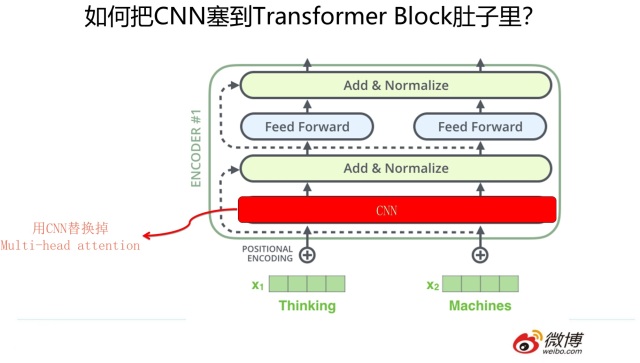 如何把CNN塞到Transformer Block肚子里？
ENCODER #1
Add & Normalize
Feed Forward
Feed Forward
Add & Normalize
CNN
用CNN替换掉
Multi-head attention
POSITIONAL
ENCODING
x1
x2
Thinking
Machines
微博
weibo.com